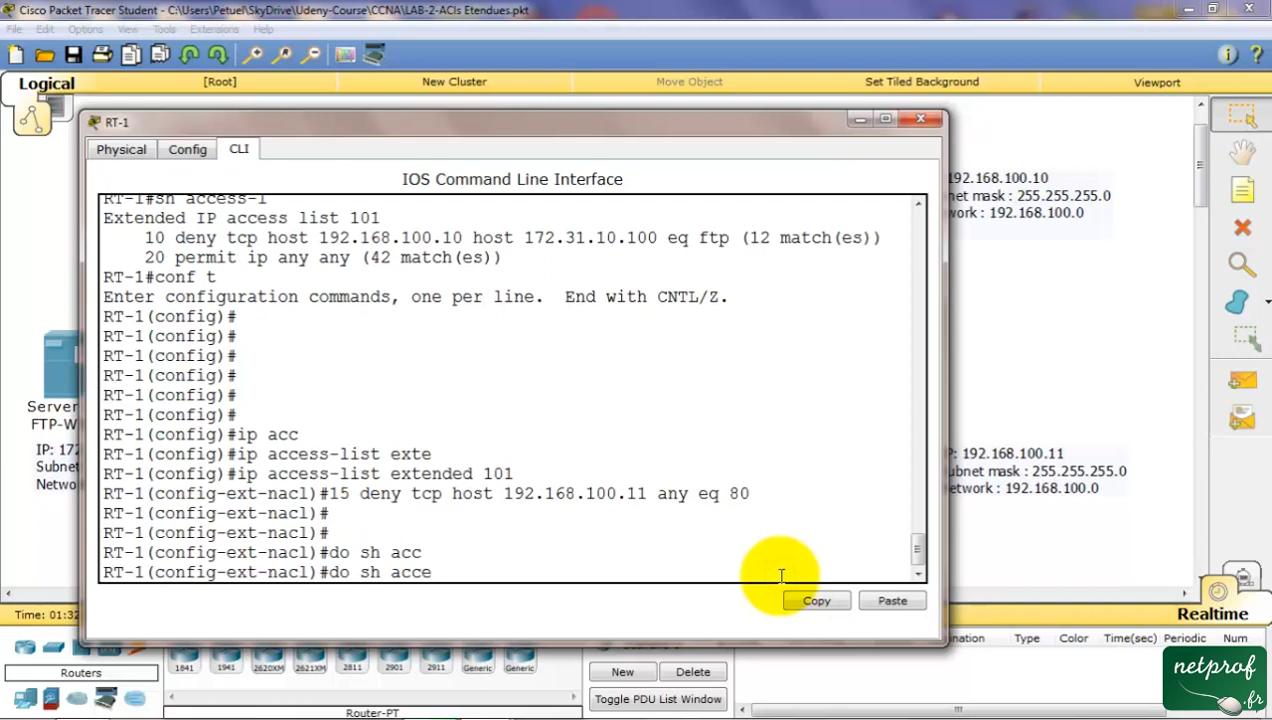 Cisco Packet Tracer Student - C:\Users\Petuel\SkyDrive\Udeny-Course\CCNA\LAB-2-ACIs Etendues.pkt
File Edit Options View Tools Extensions Help
Logical [Root] New Cluster Move Object Set Tiled Background Viewport
RT-1
Physical Config CLI
IOS Command Line Interface
RT-1#sh access-l
Extended IP access list 101
10 deny tcp host 192.168.100.10 host 172.31.10.100 eq ftp (12 match(es))
20 permit ip any any (42 match(es))
RT-1#conf t
Enter configuration commands, one per line. End with CNTL/Z.
RT-1(config)#
RT-1(config)#
RT-1(config)#
RT-1(config)#
RT-1(config)#
RT-1(config)#
RT-1(config)#ip acc
RT-1(config)#ip access-list exte
RT-1(config)#ip access-list extended 101
RT-1(config-ext-nacl)#15 deny tcp host 192.168.100.11 any eq 80
RT-1(config-ext-nacl)#
RT-1(config-ext-nacl)#
RT-1(config-ext-nacl)#do sh acc
RT-1(config-ext-nacl)#do sh acce
Copy Paste
192.168.100.10
net mask : 255.255.255.0
work : 192.168.100.0
Server
FTP-W
IP: 172
Subnet
Netwo
P: 192.168.100.11
ubnet mask : 255.255.255.0
etwork : 192.168.100.0
Time: 01:32
Realtime
Routers
1841 1941 2620XM 2621XM 2811 2901 2911 Generic Generic
Router-PT
New Delete
Toggle PDU List Window
ination Type Color Time(sec) Periodic Num
netprof
.fr